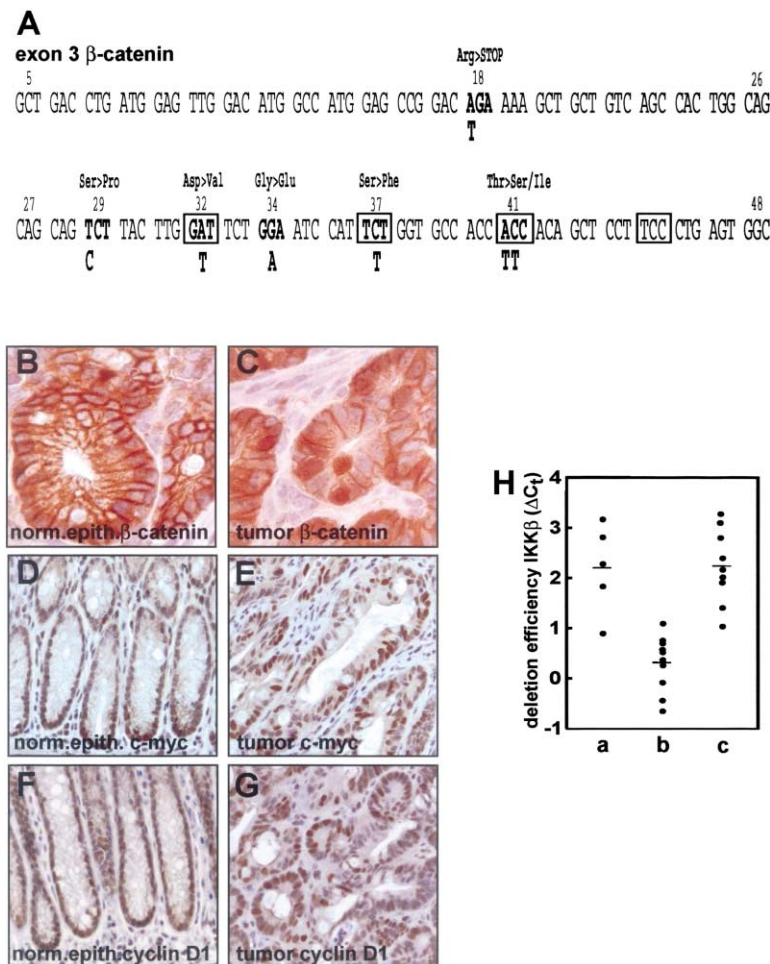 A
exon 3 β-catenin
Arg>STOP
5 18 26
GCT GAC CTG ATG GAG TTG GAC ATG GCC ATG GAG CCG GAC AGA AAA GCT GCT GTC AGC CAC TGG CAG
T
Ser>Pro Asp>Val Gly>Glu Ser>Phe Thr>Ser/Ile
27 29 32 34 37 41 48
CAG CAG TCT TAC TTG GAT TCT GGA ATC CAT TCT GGT GCC ACC ACC ACA GCT CCT TCC CTG AGT GGC
C T A T TT
B
norm.epith.β-catenin
C
tumor β-catenin
D
norm.epith. c-myc
E
tumor c-myc
F
norm.epith.cyclin D1
G
tumor cyclin D1
H
deletion efficiency IKKβ (ΔCt)
4
3
2
1
0
-1
a b c